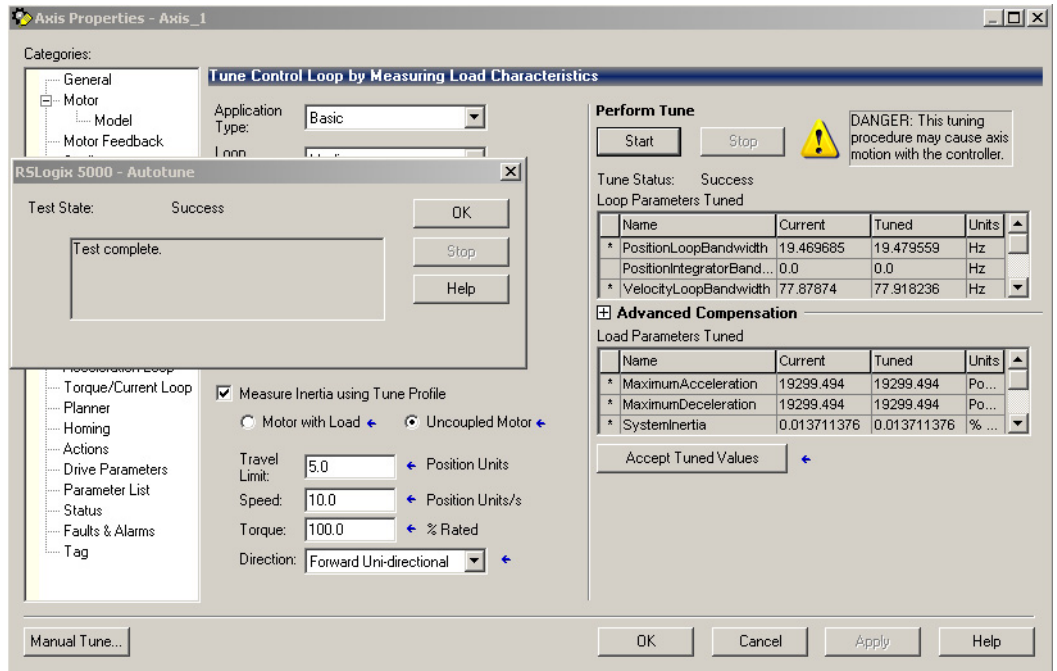 Axis Properties - Axis_1
Categories:
General
Motor
Model
Motor Feedback
Tune Control Loop by Measuring Load Characteristics
Application Type:
Basic
Loop
RSLogix 5000 - Autotune
Test State: Success
Test complete.
OK
Stop
Help
Acceleration Loop
Torque/Current Loop
Planner
Homing
Actions
Drive Parameters
Parameter List
Status
Faults & Alarms
Tag
Measure Inertia using Tune Profile
Motor with Load
Uncoupled Motor
Travel Limit: 5.0 Position Units
Speed: 10.0 Position Units/s
Torque: 100.0 % Rated
Direction: Forward Uni-directional
Perform Tune
Start
Stop
DANGER: This tuning
procedure may cause axis
motion with the controller.
Tune Status: Success
Loop Parameters Tuned
Name Current Tuned Units
* PositionLoopBandwidth 19.469685 19.479559 Hz
PositionIntegratorBand... 0.0 0.0 Hz
* VelocityLoopBandwidth 77.87874 77.918236 Hz
Advanced Compensation
Load Parameters Tuned
Name Current Tuned Units
* MaximumAcceleration 19299.494 19299.494 Po...
* MaximumDeceleration 19299.494 19299.494 Po...
* SystemInertia 0.013711376 0.013711376 % ...
Accept Tuned Values
Manual Tune...
OK
Cancel
Apply
Help